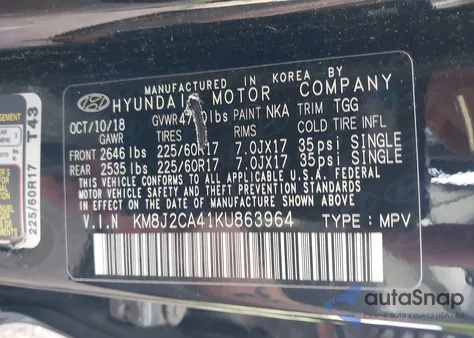 MANUFACTURED IN KOREA BY
HYUNDAI MOTOR COMPANY
OCT/10/18 GVWR lbs PAINT NKA TRIM TGG
GAWR TIRES RIMS COLD TIRE INFL
FRONT 2646 lbs 225/60R17 7.0JX17 35psi SINGLE
REAR 2535 lbs 225/60R17 7.0JX17 35psi SINGLE
THIS VEHICLE CONFORMS TO ALL APPLICABLE U.S.A. FEDERAL
MOTOR VEHICLE SAFETY STANDARDS IN EFFECT ON THE DATE OF
MANUFACTURE SHOWN ABOVE.
V.I.N KM8J2CA41KU863964 TYPE : MPV
225/60R17 T43
autoSnap